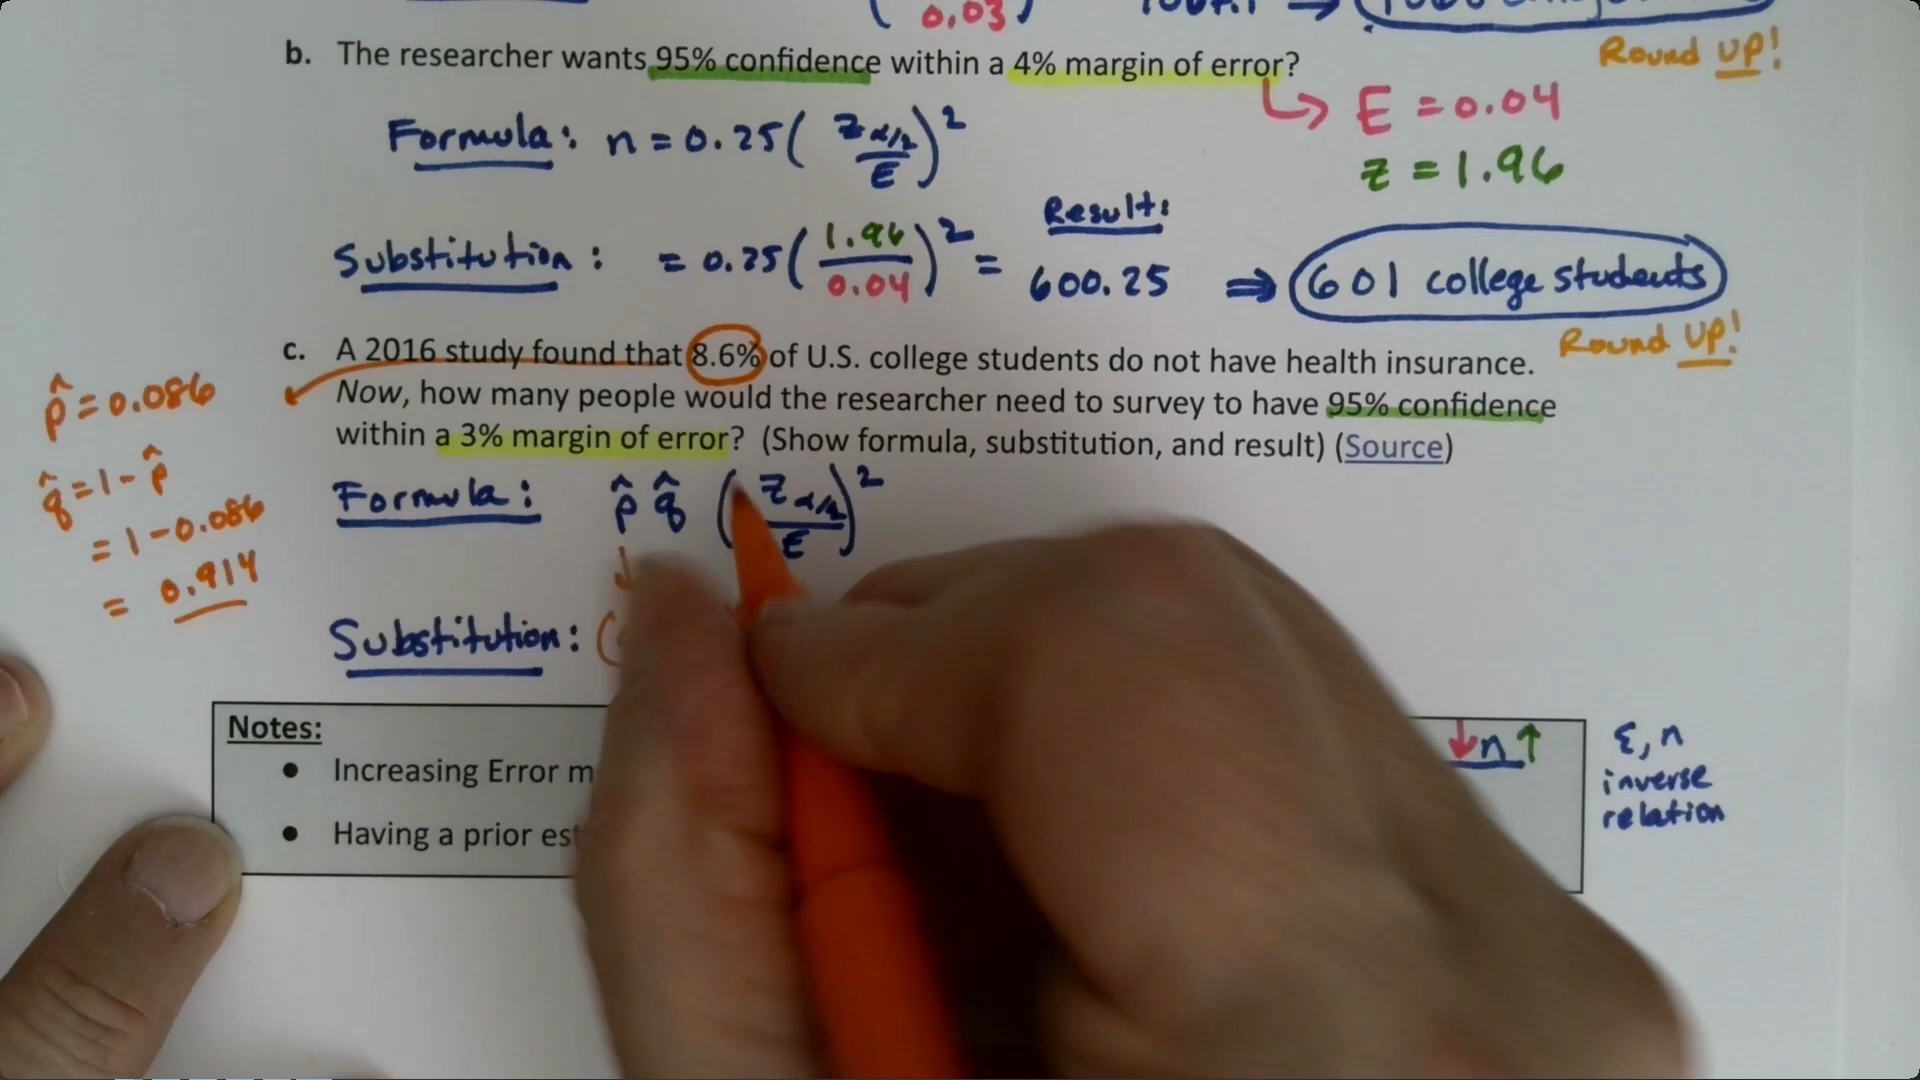 0.03
b. The researcher wants 95% confidence within a 4% margin of error?
Round UP!
E = 0.04
Formula: n = 0.25 ( z α/2 / E )²
z = 1.96
Result:
Substitution: = 0.25 ( 1.96 / 0.04 )² = 600.25 ⇒ 601 college students
Round UP!
c. A 2016 study found that 8.6% of U.S. college students do not have health insurance.
Now, how many people would the researcher need to survey to have 95% confidence
within a 3% margin of error? (Show formula, substitution, and result) (Source)
p̂ = 0.086
q̂ = 1 - p̂
= 1 - 0.086
= 0.914
Formula: p̂ q̂ ( z α/2 / E )²
Substitution: (
Notes:
● Increasing Error
● Having a prior
↓n↑
E, n
inverse
relation